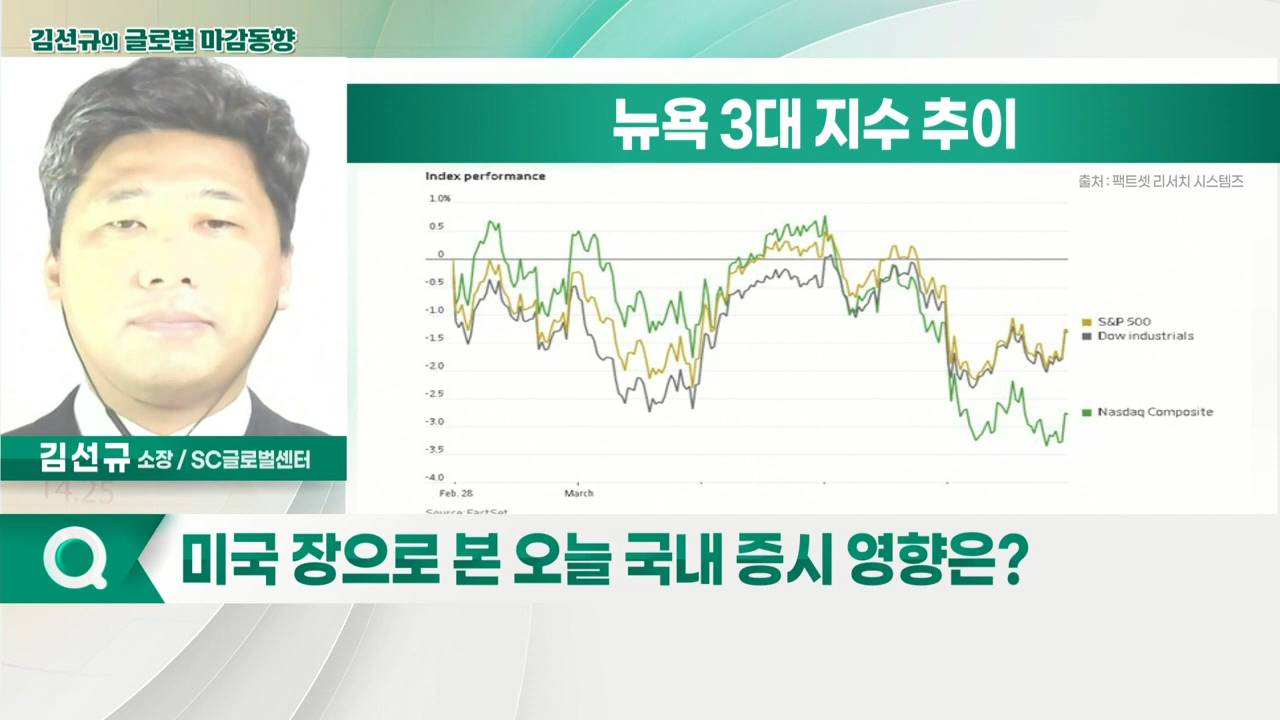 김선규의 글로벌 마감동향
뉴욕 3대 지수 추이
Index performance
출처 : 팩트셋 리서치 시스템즈
1.0%
0.5
0
-0.5
-1.0
-1.5
-2.0
-2.5
-3.0
-3.5
-4.0
S&P 500
Dow industrials
Nasdaq Composite
Feb. 28
March
Source: FactSet
김선규 소장 / SC글로벌센터
14.25
Q 미국 장으로 본 오늘 국내 증시 영향은?